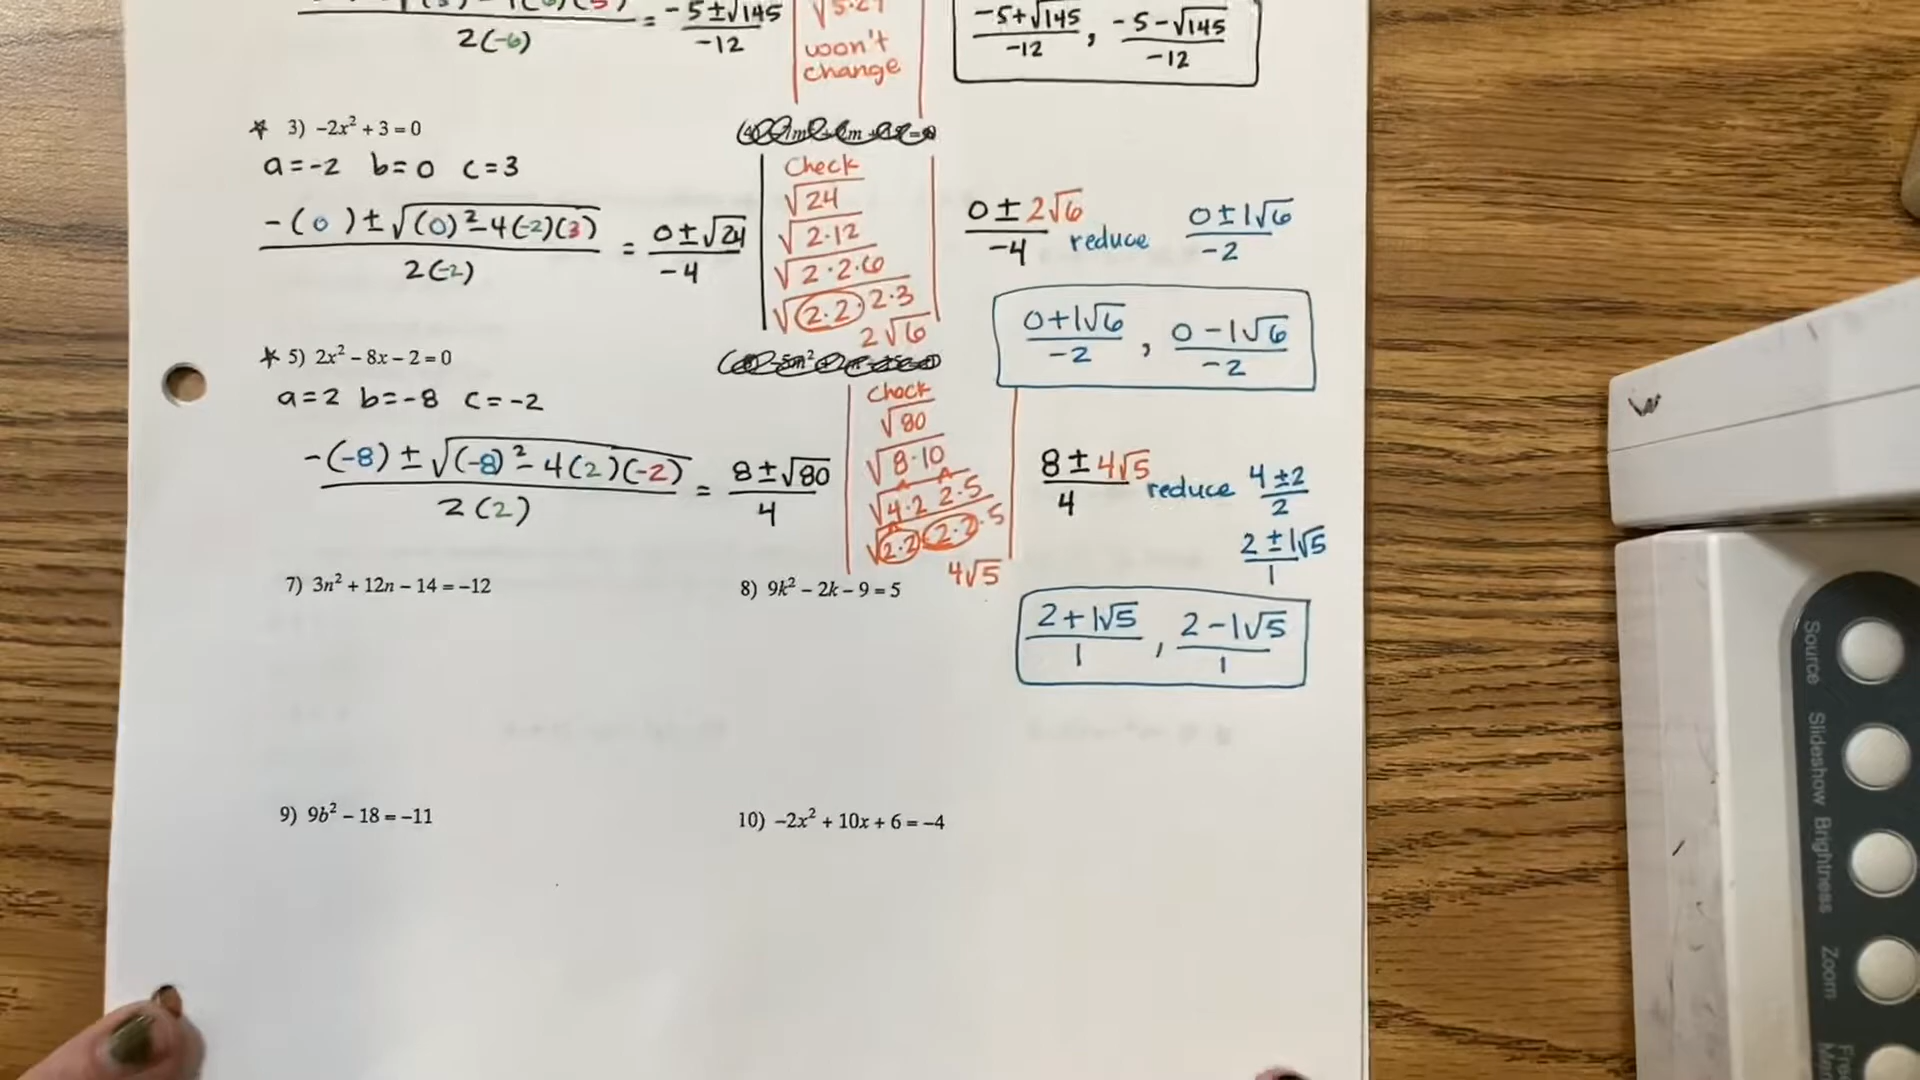 2(-6) = -5±√145 / -12
won't
change
-5+√145 / -12 , -5-√145 / -12
3) -2x² + 3 = 0
a=-2 b=0 c=3
-(0)±√(0)²-4(-2)(3) / 2(-2) = 0±√24 / -4
Check
√24
√2·12
√2·2·6
√2·2·2·3
2√6
0±2√6 / -4 reduce 0±1√6 / -2
0+1√6 / -2 , 0-1√6 / -2
5) 2x² - 8x - 2 = 0
a=2 b=-8 c=-2
-(-8)±√(-8)²-4(2)(-2) / 2(2) = 8±√80 / 4
Check
√80
√8·10
√4·2 2·5
√2·2 2·2·5
4√5
8±4√5 / 4 reduce 4±2 / 2
2±1√5 / 1
2+1√5 / 1 , 2-1√5 / 1
7) 3n² + 12n - 14 = -12
8) 9k² - 2k - 9 = 5
9) 9b² - 18 = -11
10) -2x² + 10x + 6 = -4
Source
Slideshow
Brightness
Zoom